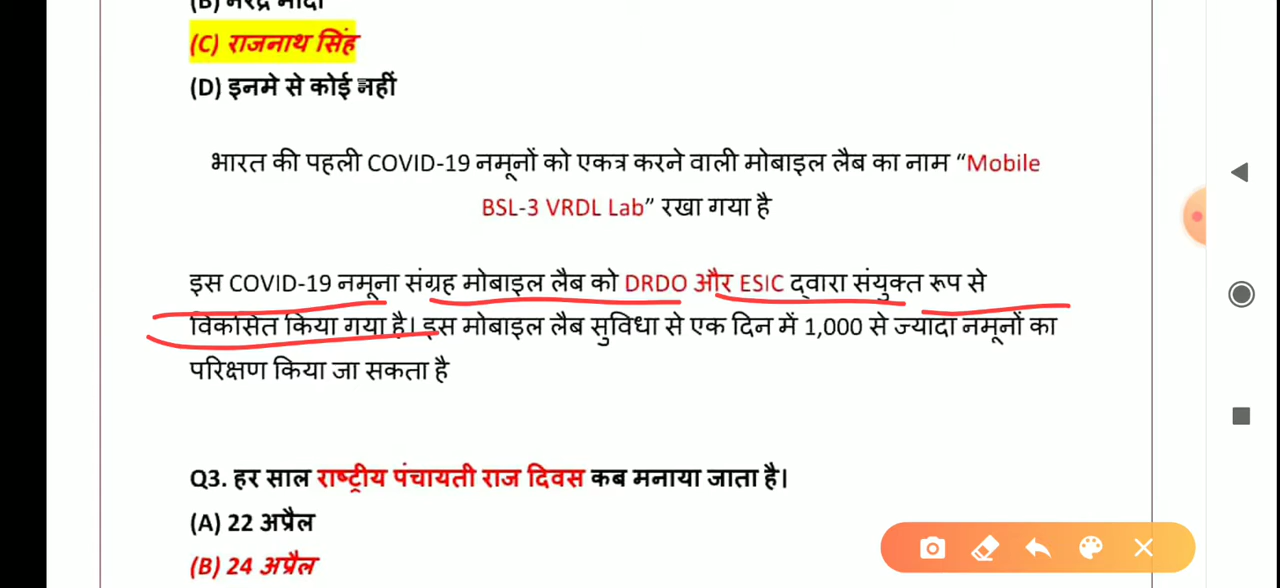 (B) नरेंद्र मोदी
(C) राजनाथ सिंह
(D) इनमे से कोई नहीं
भारत की पहली COVID-19 नमूनों को एकत्र करने वाली मोबाइल लैब का नाम “Mobile
BSL-3 VRDL Lab” रखा गया है
इस COVID-19 नमूना संग्रह मोबाइल लैब को DRDO और ESIC द्वारा संयुक्त रूप से
विकसित किया गया है। इस मोबाइल लैब सुविधा से एक दिन में 1,000 से ज्यादा नमूनों का
परिक्षण किया जा सकता है
Q3. हर साल राष्ट्रीय पंचायती राज दिवस कब मनाया जाता है।
(A) 22 अप्रैल
(B) 24 अप्रैल